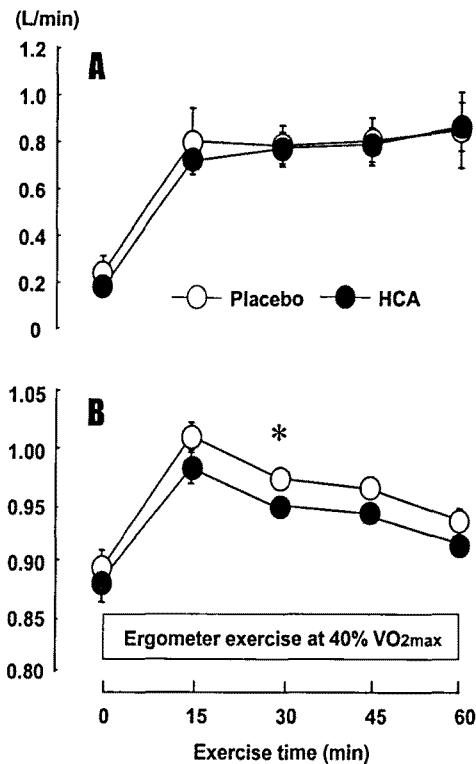 (L/min)
1.2
A
1.0
0.8
0.6
0.4
0.2
0
Placebo HCA
1.05
B
1.00
*
0.95
0.90
0.85
0.80
Ergometer exercise at 40% VO2max
0 15 30 45 60
Exercise time (min)